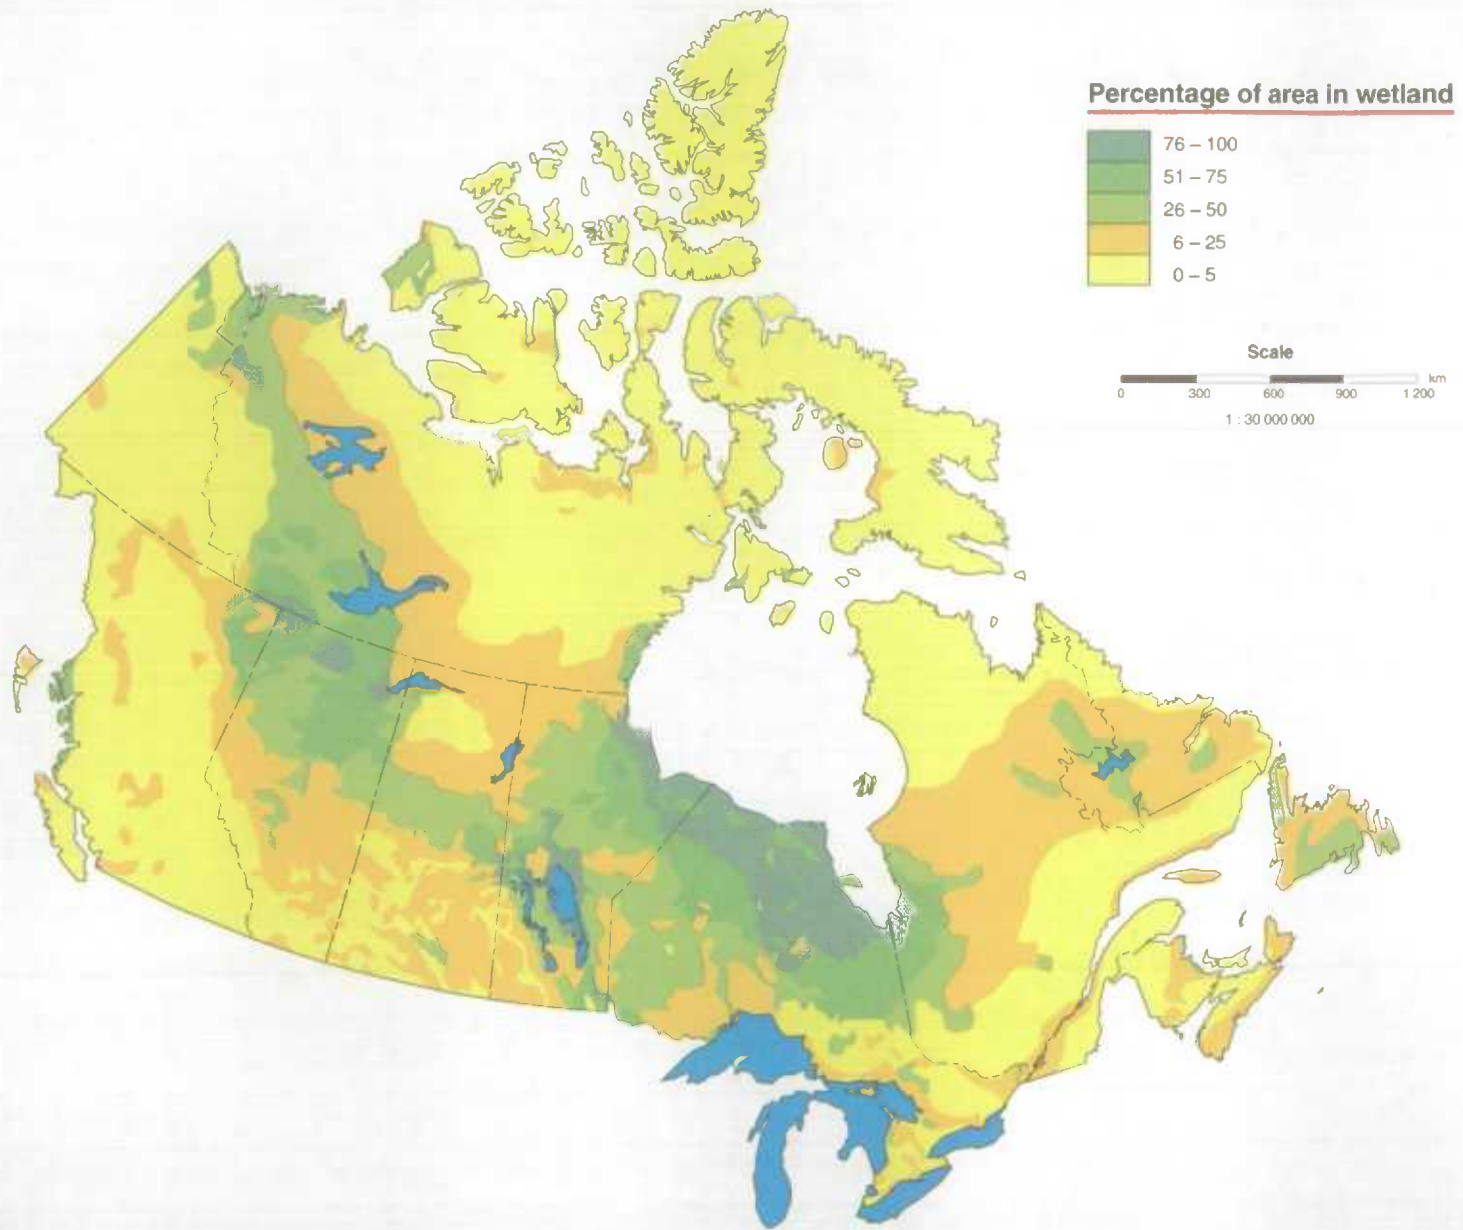 Percentage of area in wetland
76 – 100
51 – 75
26 – 50
6 – 25
0 – 5
Scale
0 300 600 900 1 200 km
1 : 30 000 000